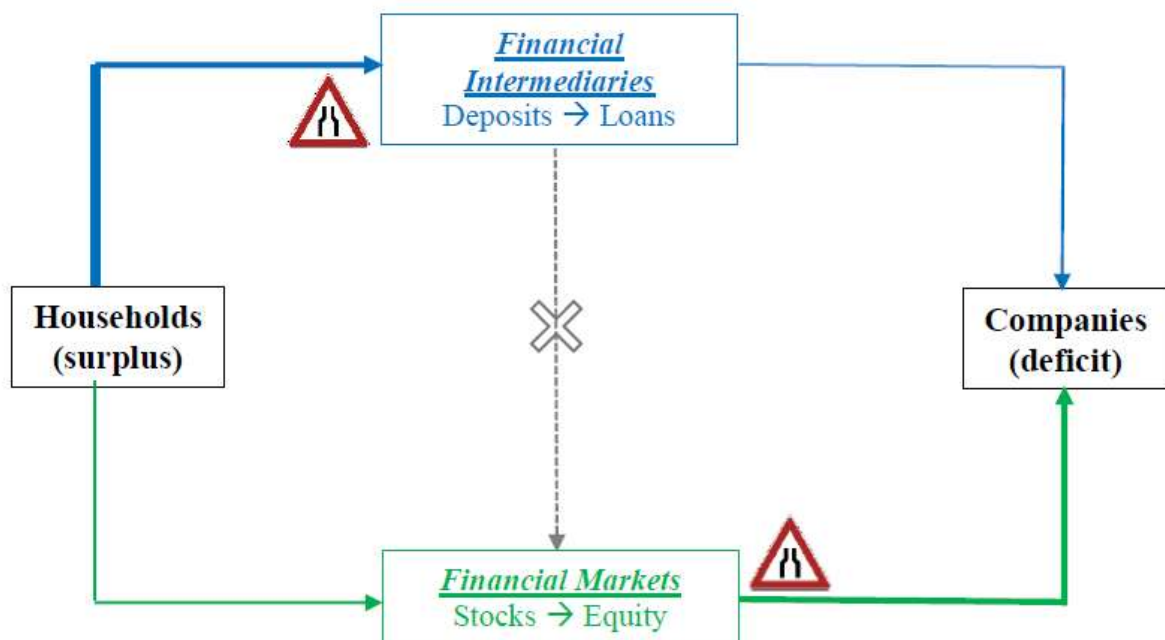 Financial
Intermediaries
Deposits → Loans
Households
(surplus)
Companies
(deficit)
Financial Markets
Stocks → Equity